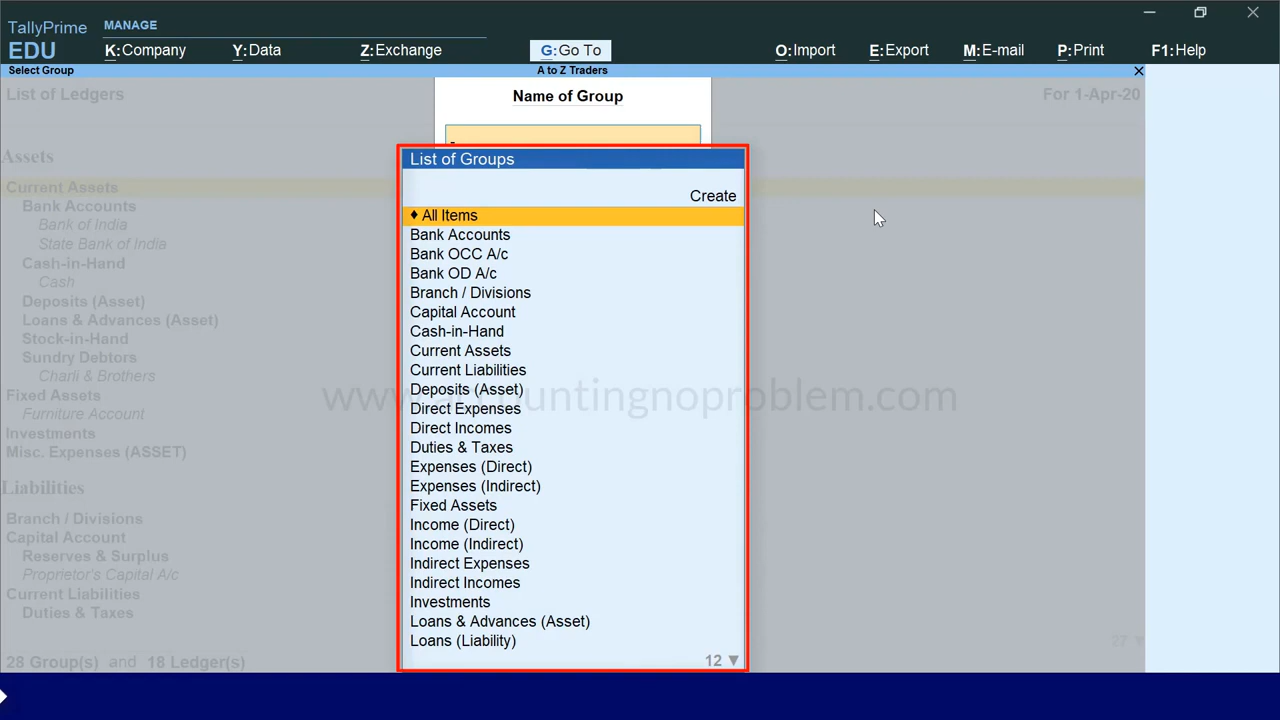 TallyPrime
EDU
MANAGE
K:Company
Y:Data
Z:Exchange
G:Go To
O:Import
E:Export
M:E-mail
P:Print
F1:Help
Select Group
A to Z Traders
List of Ledgers
For 1-Apr-20
Assets
Current Assets
Bank Accounts
Bank of India
State Bank of India
Cash-in-Hand
Cash
Deposits (Asset)
Loans & Advances (Asset)
Stock-in-Hand
Sundry Debtors
Charli & Brothers
Fixed Assets
Furniture Account
Investments
Misc. Expenses (ASSET)
Liabilities
Branch / Divisions
Capital Account
Reserves & Surplus
Proprietor's Capital A/c
Current Liabilities
Duties & Taxes
28 Group(s) and 18 Ledger(s)
27
Name of Group
List of Groups
Create
♦ All Items
Bank Accounts
Bank OCC A/c
Bank OD A/c
Branch / Divisions
Capital Account
Cash-in-Hand
Current Assets
Current Liabilities
Deposits (Asset)
Direct Expenses
Direct Incomes
Duties & Taxes
Expenses (Direct)
Expenses (Indirect)
Fixed Assets
Income (Direct)
Income (Indirect)
Indirect Expenses
Indirect Incomes
Investments
Loans & Advances (Asset)
Loans (Liability)
12 ▼
www.accountingnoproblem.com